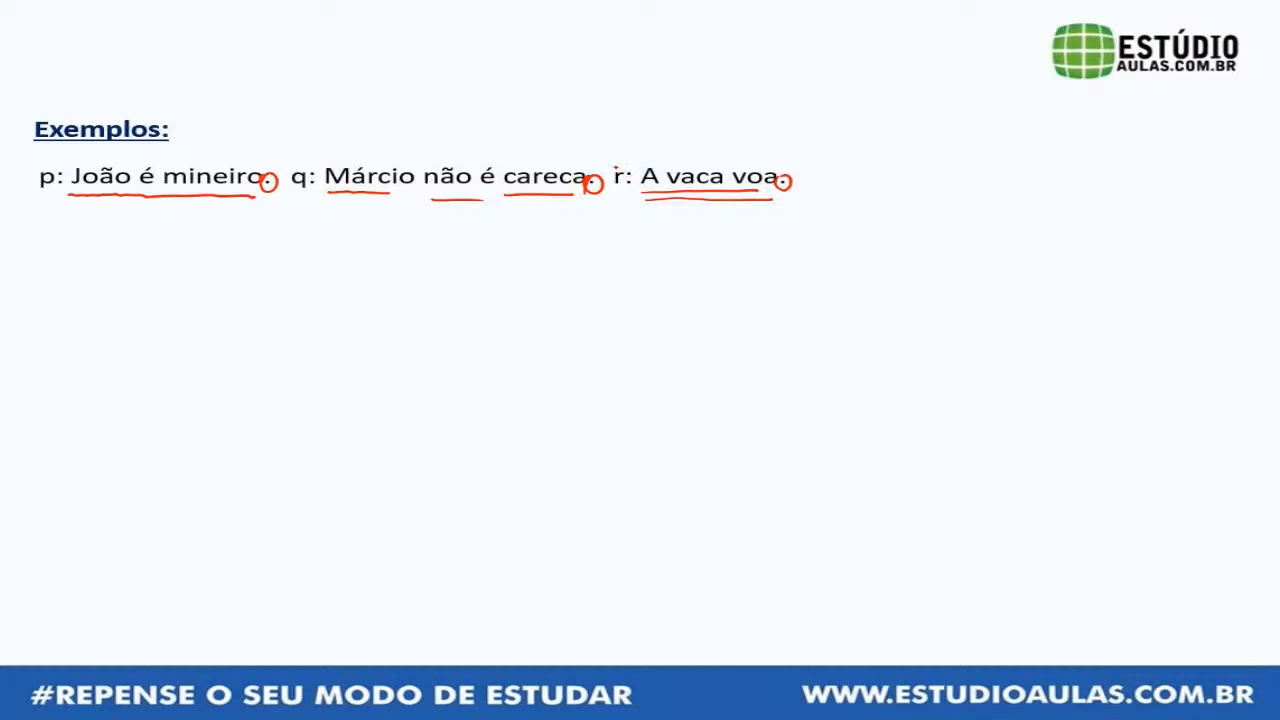 ESTÚDIO
AULAS.COM.BR
Exemplos:
p: João é mineiro. q: Márcio não é careca. r: A vaca voa.
#REPENSE O SEU MODO DE ESTUDAR
WWW.ESTUDIOAULAS.COM.BR